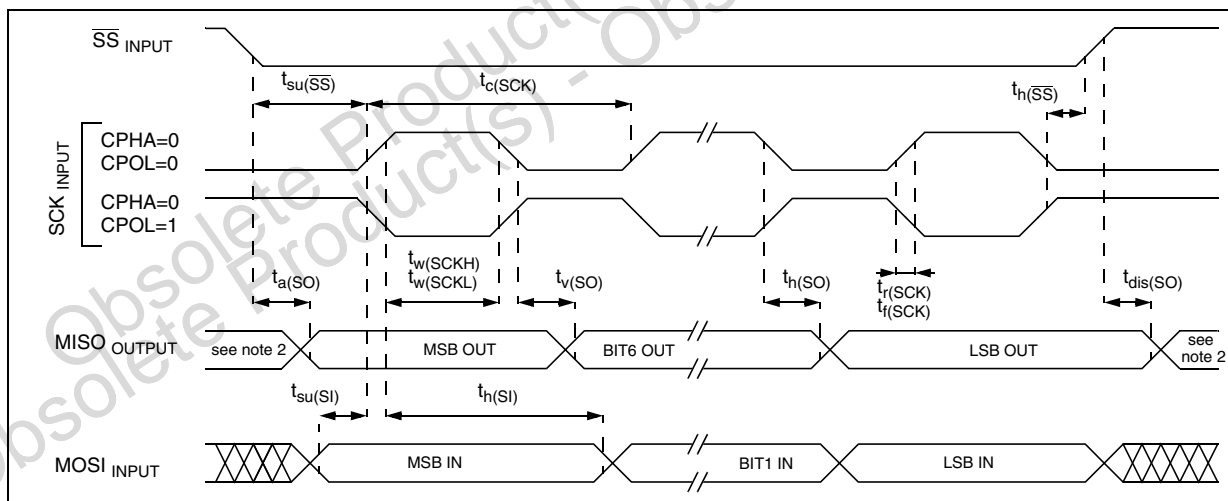 Obsolete Product(s) - Obsolete Product(s)
SS INPUT
tsu(SS)
tc(SCK)
th(SS)
SCK INPUT
CPHA=0
CPOL=0
CPHA=0
CPOL=1
ta(SO)
tw(SCKH)
tw(SCKL)
tv(SO)
th(SO)
tr(SCK)
tf(SCK)
tdis(SO)
MISO OUTPUT
see note 2
MSB OUT
BIT6 OUT
LSB OUT
see
note 2
tsu(SI)
th(SI)
MOSI INPUT
MSB IN
BIT1 IN
LSB IN